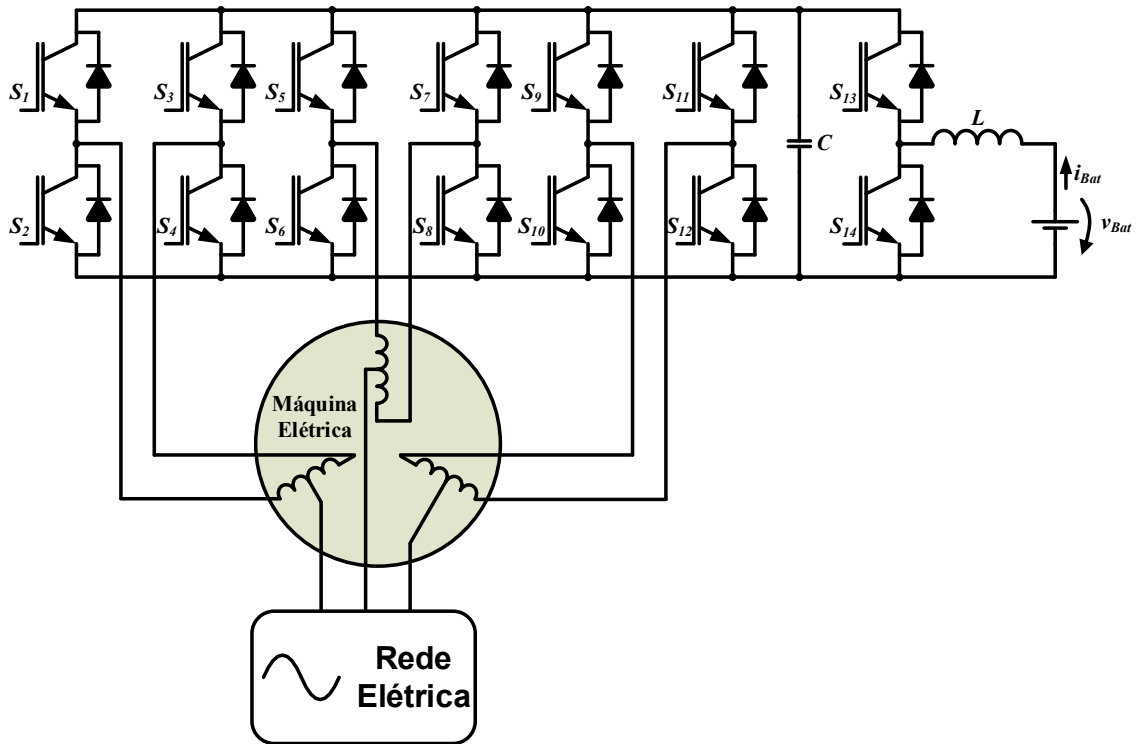 S1
S3
S5
S7
S9
S11
S13
L
C
iBat
vBat
S2
S4
S6
S8
S10
S12
S14
Máquina
Elétrica
Rede
Elétrica